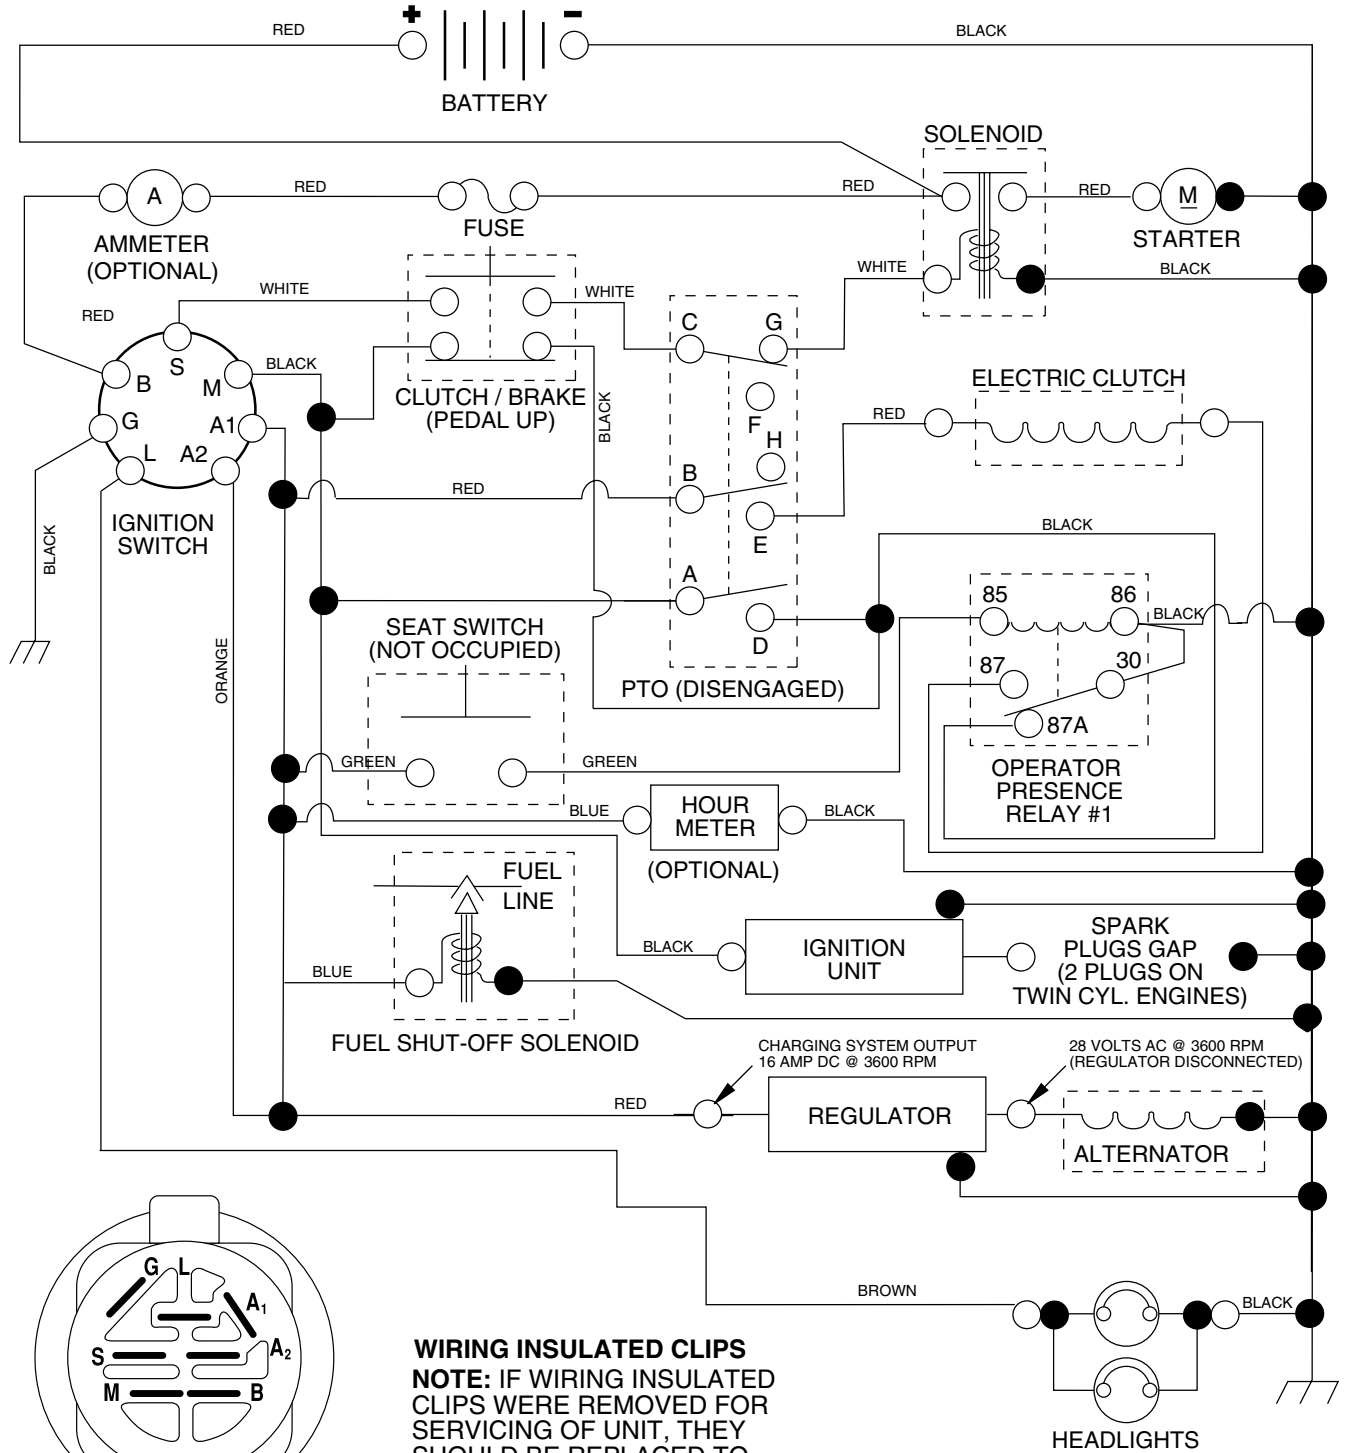 +
–
RED
BLACK
BATTERY
SOLENOID
A
RED
RED
RED
M
FUSE
STARTER
AMMETER
(OPTIONAL)
WHITE
BLACK
WHITE
WHITE
RED
C
G
S
B
M
BLACK
ELECTRIC CLUTCH
CLUTCH / BRAKE
(PEDAL UP)
BLACK
F
RED
G
A1
H
L
A2
B
RED
IGNITION
SWITCH
BLACK
E
BLACK
A
85
86
BLACK
SEAT SWITCH
(NOT OCCUPIED)
D
ORANGE
87
30
PTO (DISENGAGED)
87A
GREEN
GREEN
OPERATOR
PRESENCE
RELAY #1
BLUE
HOUR
METER
BLACK
(OPTIONAL)
FUEL
LINE
BLACK
IGNITION
UNIT
SPARK
PLUGS GAP
(2 PLUGS ON
TWIN CYL. ENGINES)
BLUE
FUEL SHUT-OFF SOLENOID
CHARGING SYSTEM OUTPUT
16 AMP DC @ 3600 RPM
28 VOLTS AC @ 3600 RPM
(REGULATOR DISCONNECTED)
RED
REGULATOR
ALTERNATOR
G
L
A1
BROWN
BLACK
S
A2
M
B
WIRING INSULATED CLIPS
NOTE: IF WIRING INSULATED
CLIPS WERE REMOVED FOR
SERVICING OF UNIT, THEY
SHOULD BE REPLACED TO
HEADLIGHTS